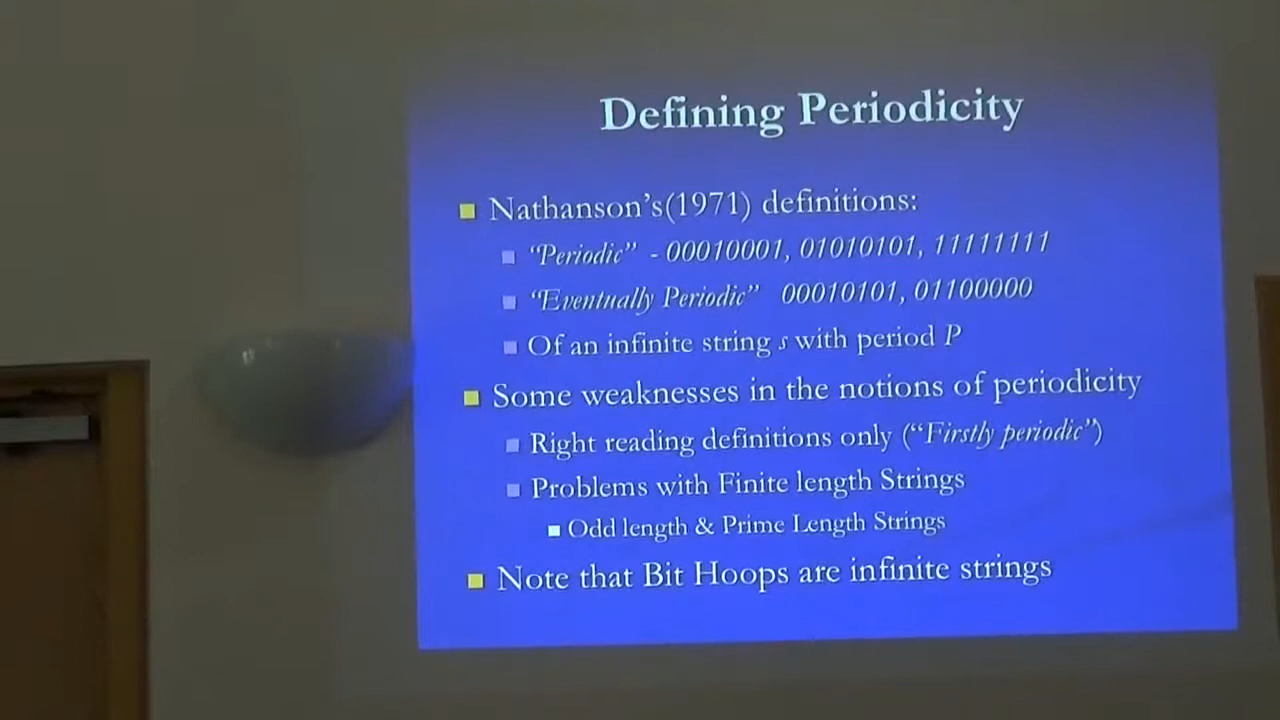 Defining Periodicity
Nathanson's(1971) definitions:
"Periodic" - 00010001, 01010101, 11111111
"Eventually Periodic" 00010101, 01100000
Of an infinite string s with period P
Some weaknesses in the notions of periodicity
Right reading definitions only ("Firstly periodic")
Problems with Finite length Strings
Odd length & Prime Length Strings
Note that Bit Hoops are infinite strings